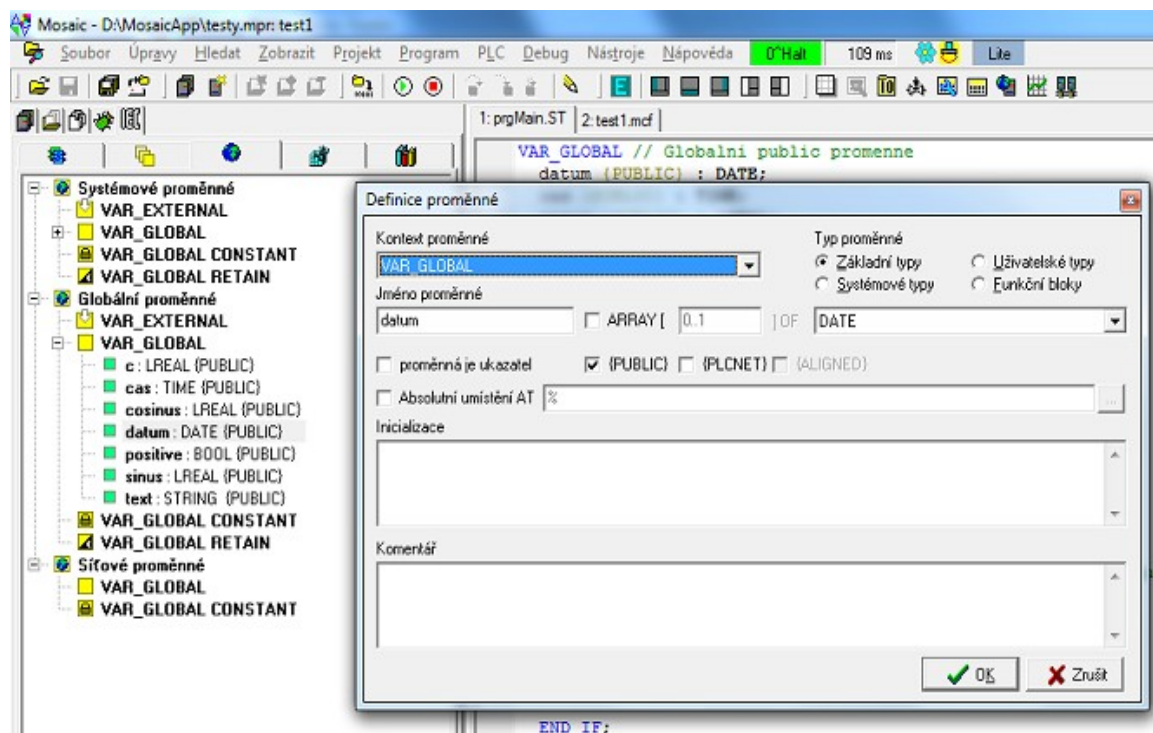 Mosaic - D:\MosaicApp\testy.mpr: test1
Soubor Úpravy Hledat Zobrazit Projekt Program PLC Debug Nástroje Nápověda 0^Halt 109 ms Lite
1: prgMain.ST 2: test1.mcf
VAR_GLOBAL // Globalni public promenne
datum {PUBLIC} : DATE;
Systémové proměnné
VAR_EXTERNAL
VAR_GLOBAL
VAR_GLOBAL CONSTANT
VAR_GLOBAL RETAIN
Globální proměnné
VAR_EXTERNAL
VAR_GLOBAL
c : LREAL {PUBLIC}
cas : TIME {PUBLIC}
cosinus : LREAL {PUBLIC}
datum : DATE {PUBLIC}
positive : BOOL {PUBLIC}
sinus : LREAL {PUBLIC}
text : STRING {PUBLIC}
VAR_GLOBAL CONSTANT
VAR_GLOBAL RETAIN
Síťové proměnné
VAR_GLOBAL
VAR_GLOBAL CONSTANT
Definice proměnné
Kontext proměnné
VAR_GLOBAL
Typ proměnné
Základní typy Uživatelské typy
Systémové typy Funkční bloky
Jméno proměnné
datum ARRAY [ 0..1 ] OF DATE
proměnná je ukazatel {PUBLIC} {PLCNET} {ALIGNED}
Absolutní umístění AT % ...
Inicializace
Komentář
OK Zrušit
END_IF;